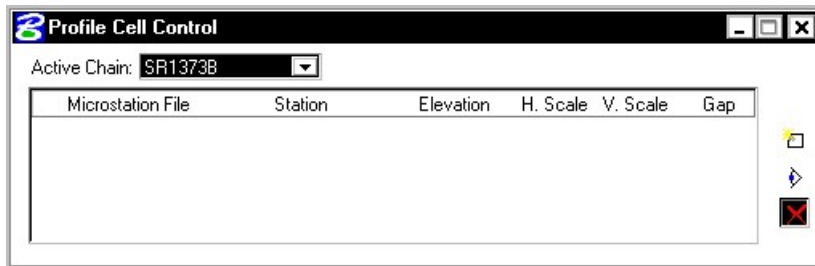 Profile Cell Control
Active Chain: SR1373B
Microstation File Station Elevation H. Scale V. Scale Gap